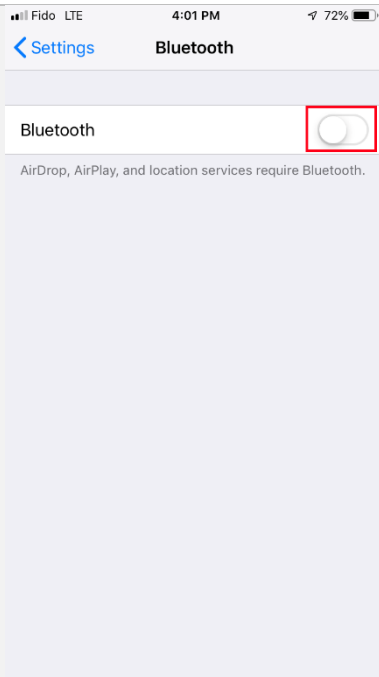 Fido LTE 4:01 PM 72%
Settings Bluetooth
Bluetooth
AirDrop, AirPlay, and location services require Bluetooth.